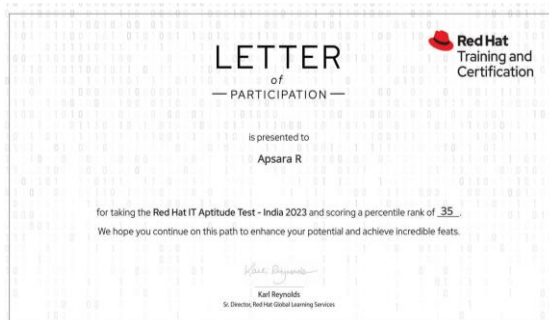 LETTER
of
— PARTICIPATION —
Red Hat
Training and
Certification
is presented to
Apsara R
for taking the Red Hat IT Aptitude Test - India 2023 and scoring a percentile rank of 35.
We hope you continue on this path to enhance your potential and achieve incredible feats.
Karl Reynolds
Karl Reynolds
Sr. Director, Red Hat Global Learning Services